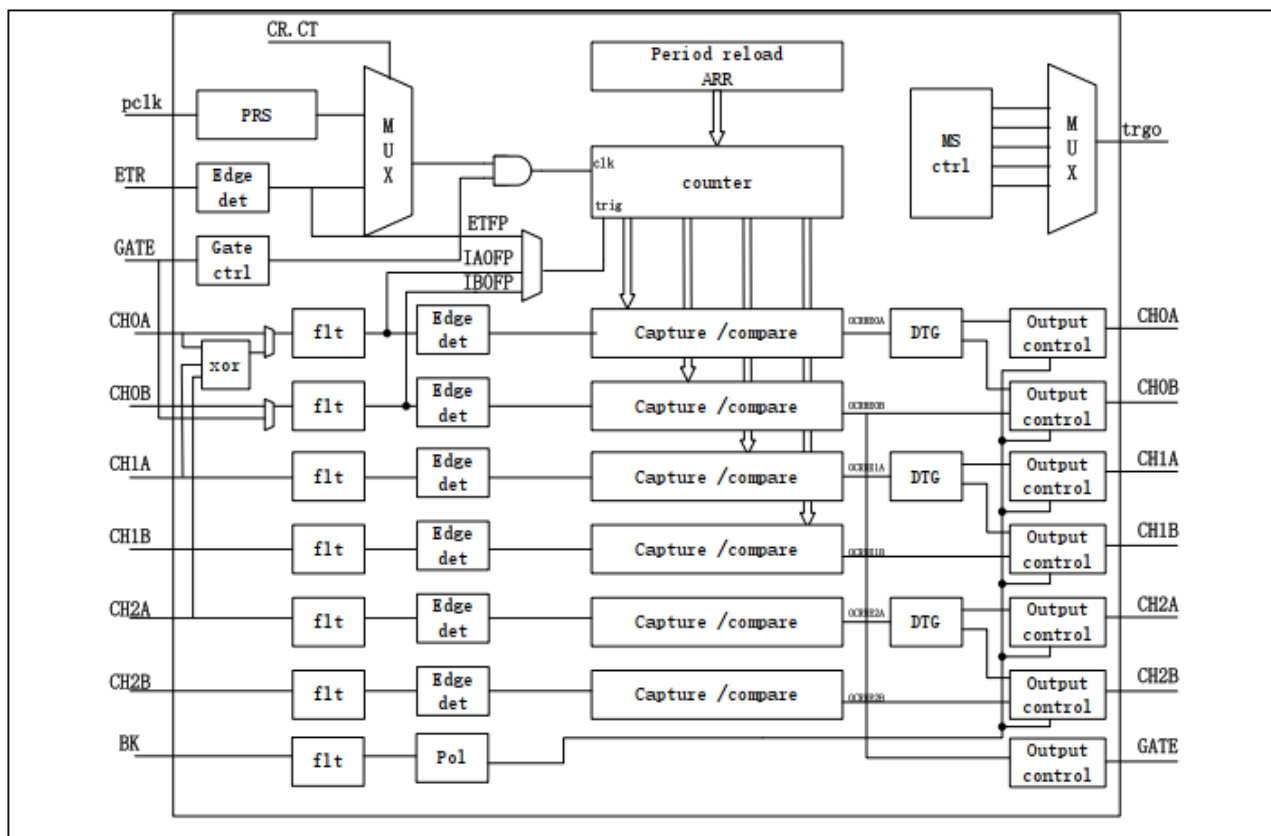 CR.CT
Period reload
ARR
pclk
PRS
MUX
MS
ctrl
MUX
trgo
ETR
Edge
det
clk
counter
trig
ETFP
GATE
Gate
ctrl
IA0FP
IB0FP
CH0A
flt
Edge
det
Capture /compare
DTG
Output
control
CH0A
xor
CH0B
flt
Edge
det
Capture /compare
Output
control
CH0B
CH1A
flt
Edge
det
Capture /compare
DTG
Output
control
CH1A
CH1B
flt
Edge
det
Capture /compare
Output
control
CH1B
CH2A
flt
Edge
det
Capture /compare
DTG
Output
control
CH2A
CH2B
flt
Edge
det
Capture /compare
Output
control
CH2B
BK
flt
Pol
Output
control
GATE